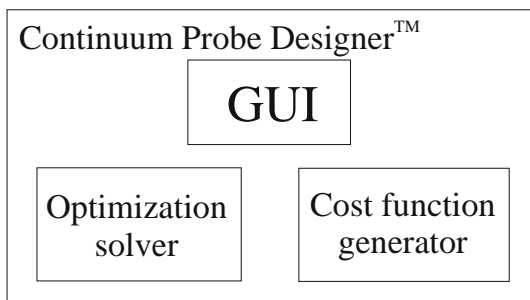 Continuum Probe Designer™
GUI
Optimization
solver
Cost function
generator